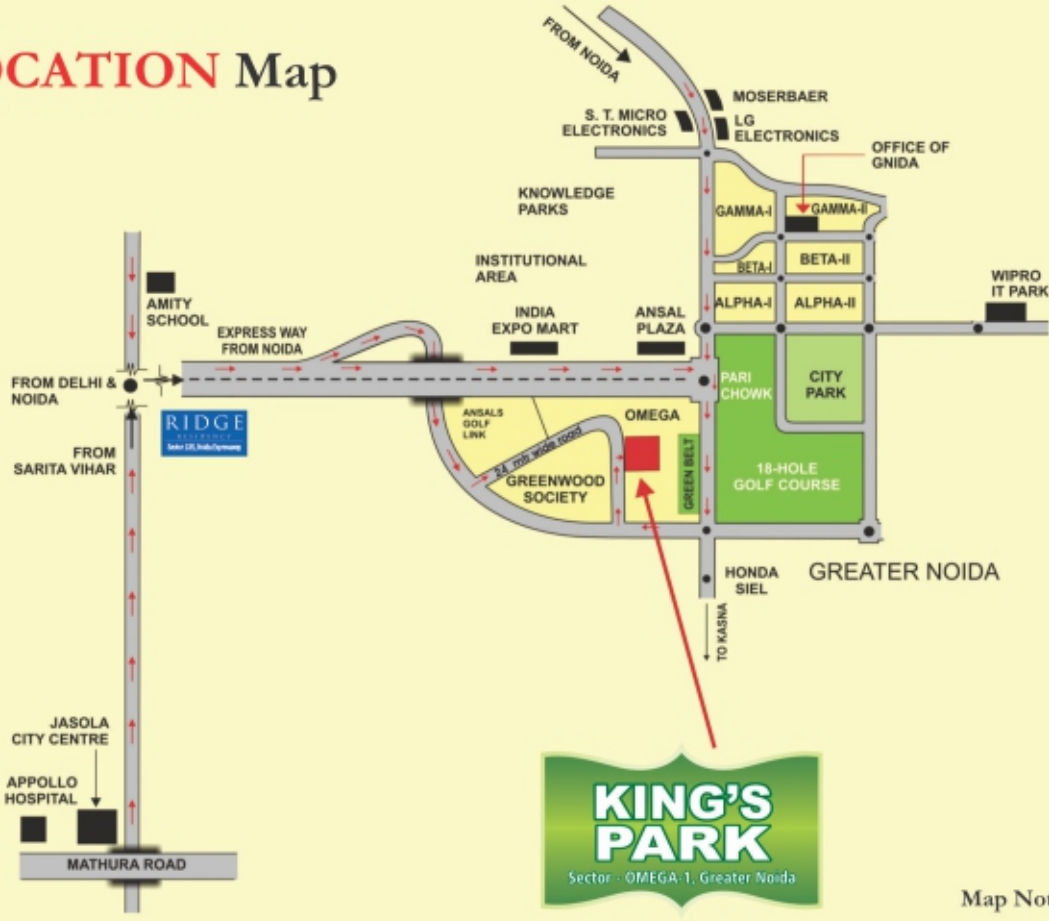 OCATION Map
FROM NOIDA
MOSERBAER
S. T. MICRO
ELECTRONICS
LG
ELECTRONICS
OFFICE OF
GNIDA
KNOWLEDGE
PARKS
GAMMA-I
GAMMA-II
INSTITUTIONAL
AREA
BETA-I
BETA-II
WIPRO
IT PARK
AMITY
SCHOOL
INDIA
EXPO MART
ANSAL
PLAZA
ALPHA-I
ALPHA-II
EXPRESS WAY
FROM NOIDA
FROM DELHI &
NOIDA
PARI
CHOWK
CITY
PARK
RIDGE
RESIDENCY
ANSALS
GOLF
LINK
OMEGA
FROM
SARITA VIHAR
24 mtr wide road
GREEN BELT
GREENWOOD
SOCIETY
18-HOLE
GOLF COURSE
HONDA
SIEL
GREATER NOIDA
TO KASNA
JASOLA
CITY CENTRE
APPOLLO
HOSPITAL
MATHURA ROAD
KING'S
PARK
Sector - OMEGA-1, Greater Noida
Map Not